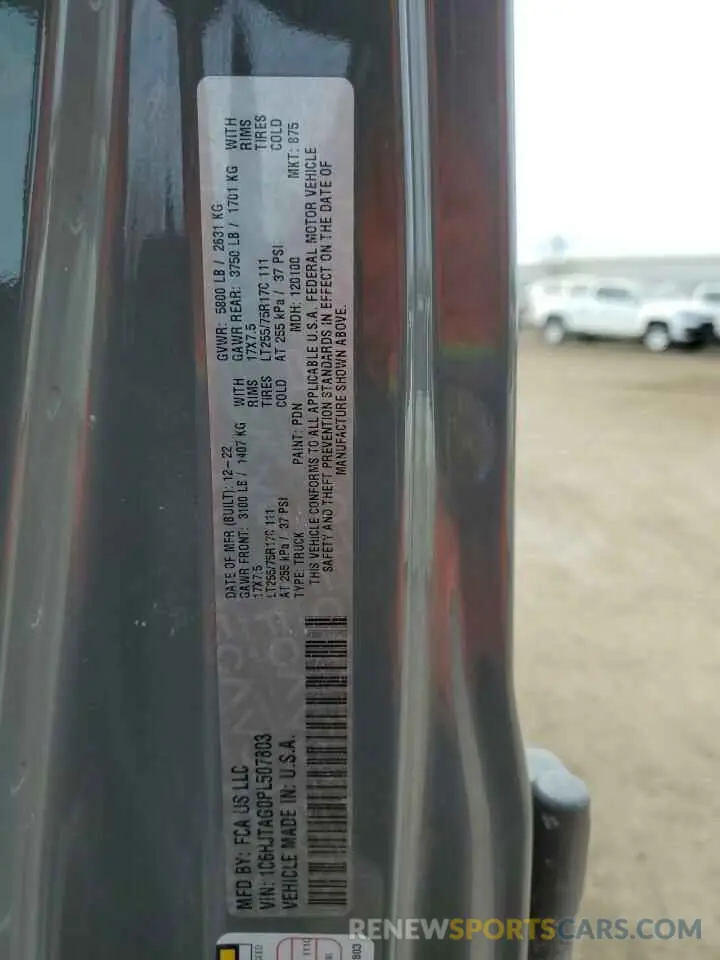 MFD BY: FCA US LLC
VIN: 1C6HJTAG0PL507803
VEHICLE MADE IN: U.S.A.
DATE OF MFR (BUILT): 12-22
GVWR: 5800 LB / 2631 KG
GAWR FRONT: 3100 LB / 1407 KG WITH
GAWR REAR: 3750 LB / 1701 KG WITH
17X7.5 RIMS
17X7.5 RIMS
LT255/75R17C 111 TIRES
LT255/75R17C 111 TIRES
AT 255 kPa / 37 PSI COLD
AT 255 kPa / 37 PSI COLD
TYPE: TRUCK PAINT: PDN MDH: 120100 MKT: 875
THIS VEHICLE CONFORMS TO ALL APPLICABLE U.S.A. FEDERAL MOTOR VEHICLE
SAFETY AND THEFT PREVENTION STANDARDS IN EFFECT ON THE DATE OF
MANUFACTURE SHOWN ABOVE.
RENEWSPORTSCARS.COM